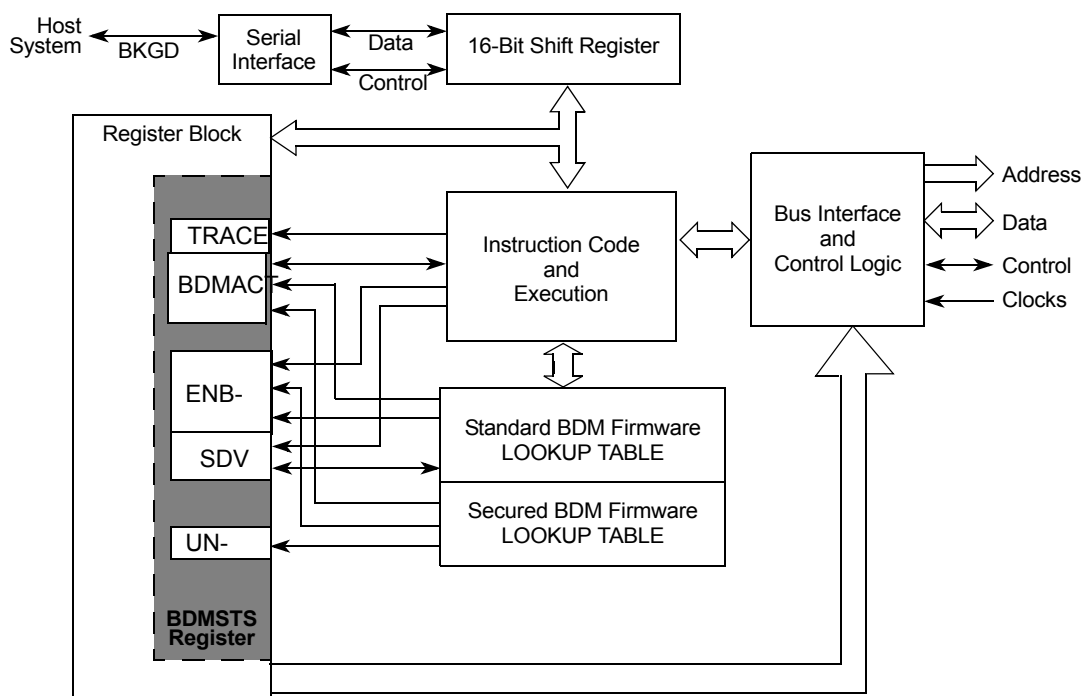 Host
System
BKGD
Serial
Interface
Data
Control
16-Bit Shift Register
Register Block
TRACE
BDMACT
ENB-
SDV
UN-
BDMSTS
Register
Instruction Code
and
Execution
Standard BDM Firmware
LOOKUP TABLE
Secured BDM Firmware
LOOKUP TABLE
Bus Interface
and
Control Logic
Address
Data
Control
Clocks